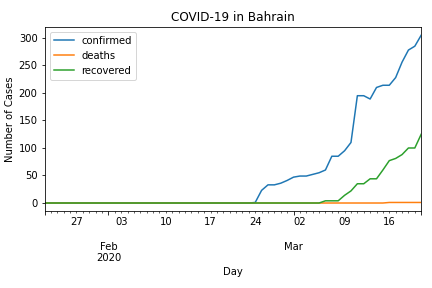 COVID-19 in Bahrain
confirmed
deaths
recovered
Number of Cases
300
250
200
150
100
50
0
27 03 10 17 24 02 09 16
Feb Mar
2020
Day